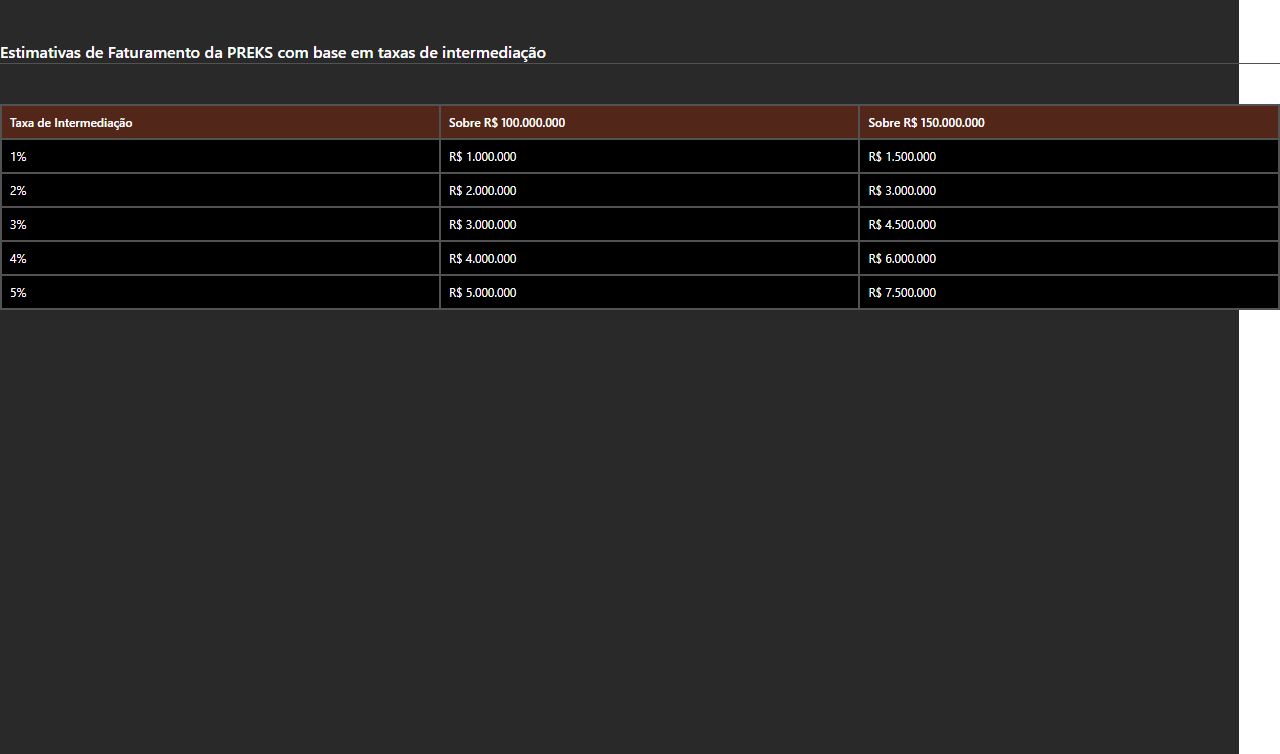 Estimativas de Faturamento da PREKS com base em taxas de intermediação
Taxa de Intermediação Sobre R$ 100.000.000 Sobre R$ 150.000.000
1% R$ 1.000.000 R$ 1.500.000
2% R$ 2.000.000 R$ 3.000.000
3% R$ 3.000.000 R$ 4.500.000
4% R$ 4.000.000 R$ 6.000.000
5% R$ 5.000.000 R$ 7.500.000